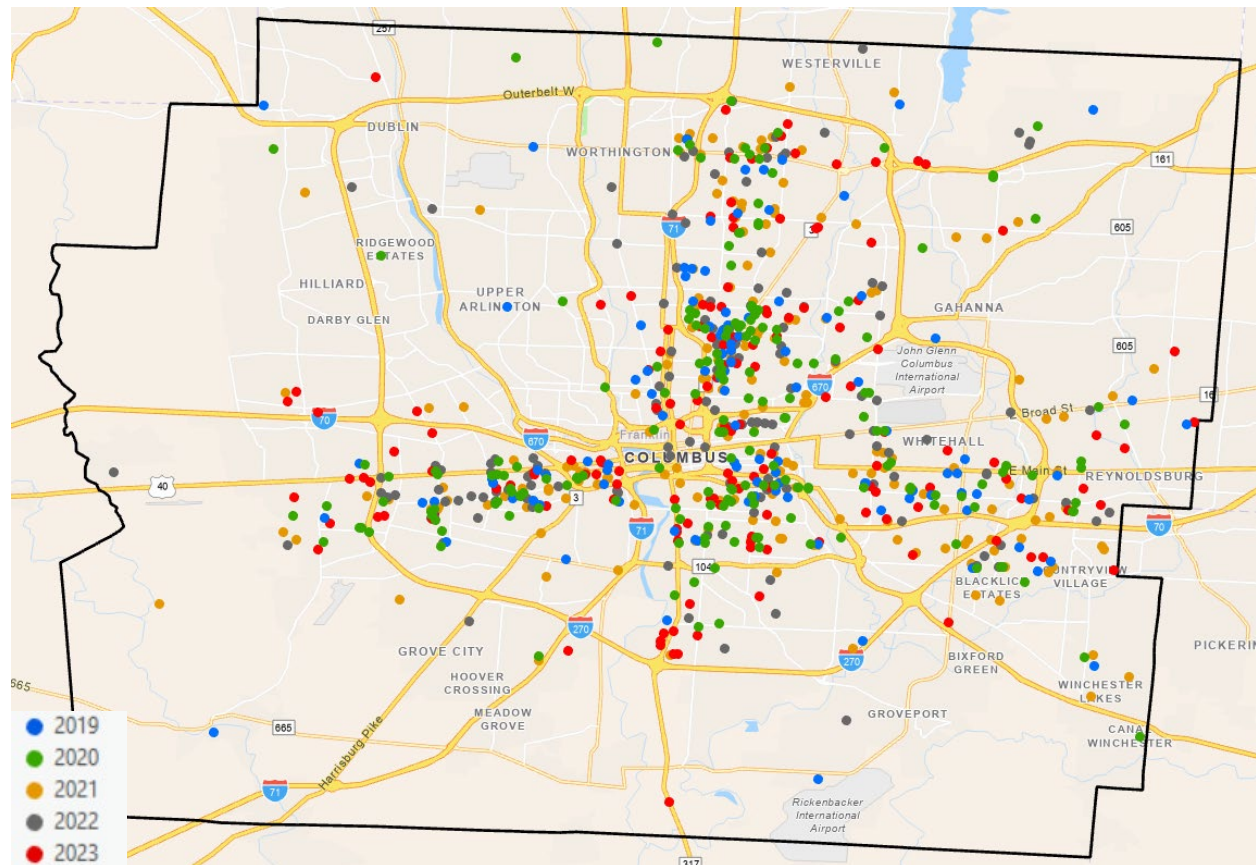 257
WESTERVILLE
Outerbelt W
DUBLIN
WORTHINGTON
161
71
3
605
RIDGEWOOD
ESTATES
HILLIARD
UPPER
ARLINGTON
GAHANNA
DARBY GLEN
605
John Glenn
Columbus
International
Airport
670
16
70
E Broad St
670
Franklin
WHITEHALL
COLUMBUS
E Main St
REYNOLDSBURG
40
3
71
70
104
BLACKLIC
ESTATES
UNTRYVIEW
VILLAGE
270
GROVE CITY
PICKERIN
BIXFORD
GREEN
270
HOOVER
CROSSING
665
WINCHESTER
LAKES
MEADOW
GROVE
GROVEPORT
2019
665
CANAL
WINCHESTER
2020
Harrisburg Pike
2021
71
Rickenbacker
International
Airport
2022
2023
317